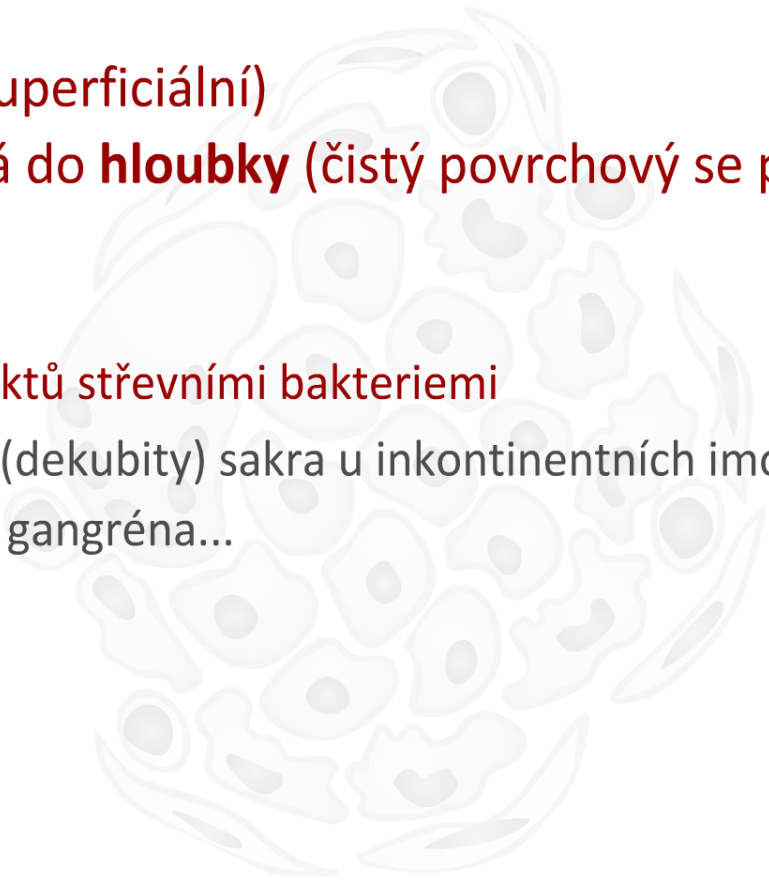 uperficiální)
á do hloubky (čistý povrchový se p
ktů střevními bakteriemi
(dekubity) sakra u inkontinentních imo
gangréna...